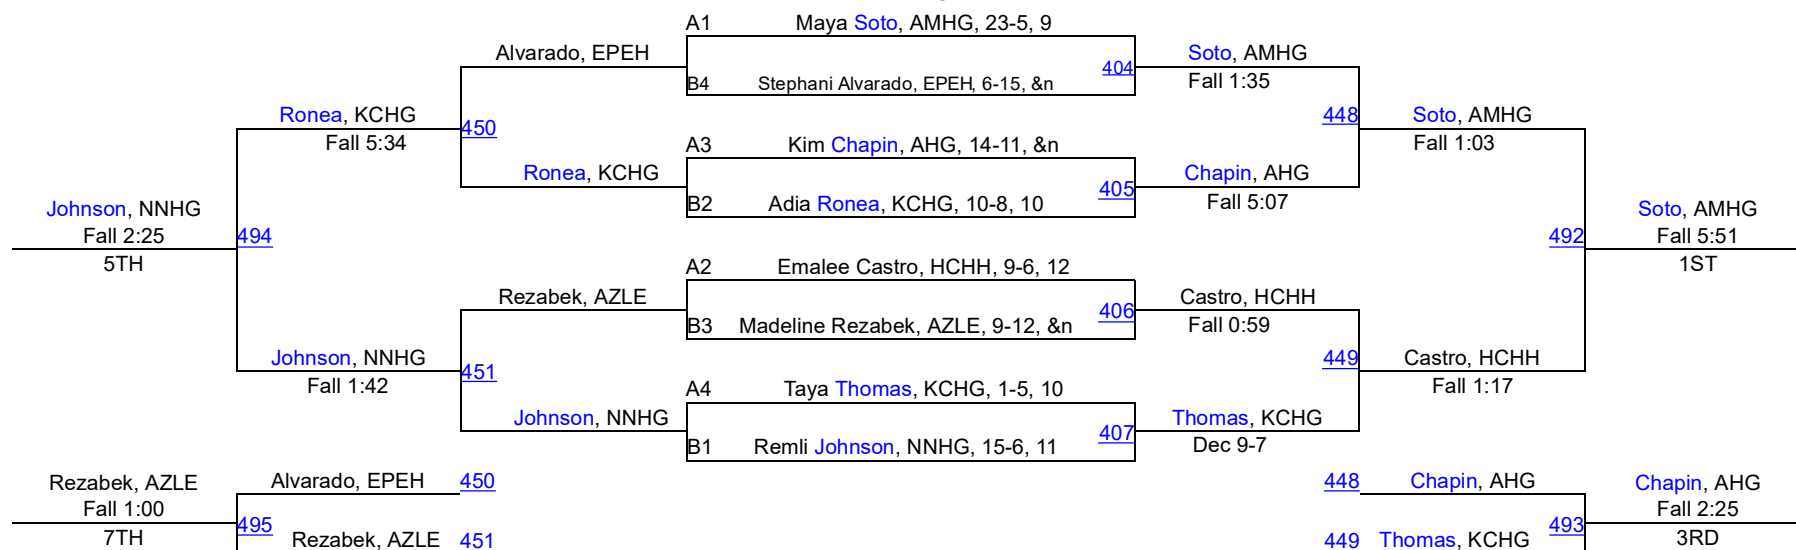 A1 Maya Soto, AMHG, 23-5, 9
Alvarado, EPEH
404
Soto, AMHG
Fall 1:35
B4 Stephani Alvarado, EPEH, 6-15, &n
Ronea, KCHG
Fall 5:34
450
448
Soto, AMHG
Fall 1:03
A3 Kim Chapin, AHG, 14-11, &n
Ronea, KCHG
405
Chapin, AHG
Fall 5:07
B2 Adia Ronea, KCHG, 10-8, 10
Johnson, NNHG
Fall 2:25
5TH
494
492
Soto, AMHG
Fall 5:51
1ST
A2 Emalee Castro, HCHH, 9-6, 12
Rezabek, AZLE
406
Castro, HCHH
Fall 0:59
B3 Madeline Rezabek, AZLE, 9-12, &n
Johnson, NNHG
Fall 1:42
451
449
Castro, HCHH
Fall 1:17
A4 Taya Thomas, KCHG, 1-5, 10
Johnson, NNHG
407
Thomas, KCHG
Dec 9-7
B1 Remli Johnson, NNHG, 15-6, 11
Rezabek, AZLE
Fall 1:00
7TH
Alvarado, EPEH 450
495
Rezabek, AZLE 451
448 Chapin, AHG
493
449 Thomas, KCHG
Chapin, AHG
Fall 2:25
3RD